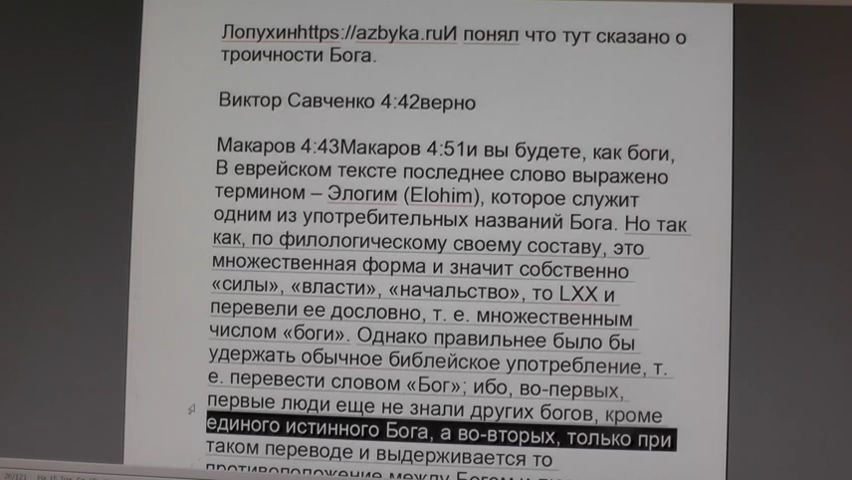 Лопухинhttps://azbyka.ruИ понял что тут сказано о
троичности Бога.
Виктор Савченко 4:42верно
Макаров 4:43Макаров 4:51и вы будете, как боги,
В еврейском тексте последнее слово выражено
термином – Элогим (Elohim), которое служит
одним из употребительных названий Бога. Но так
как, по филологическому своему составу, это
множественная форма и значит собственно
«силы», «власти», «начальство», то LXX и
перевели ее дословно, т. е. множественным
числом «боги». Однако правильнее было бы
удержать обычное библейское употребление, т.
е. перевести словом «Бог»; ибо, во-первых,
первые люди еще не знали других богов, кроме
единого истинного Бога, а во-вторых, только при
таком переводе и выдерживается то
противоположение между Богом и